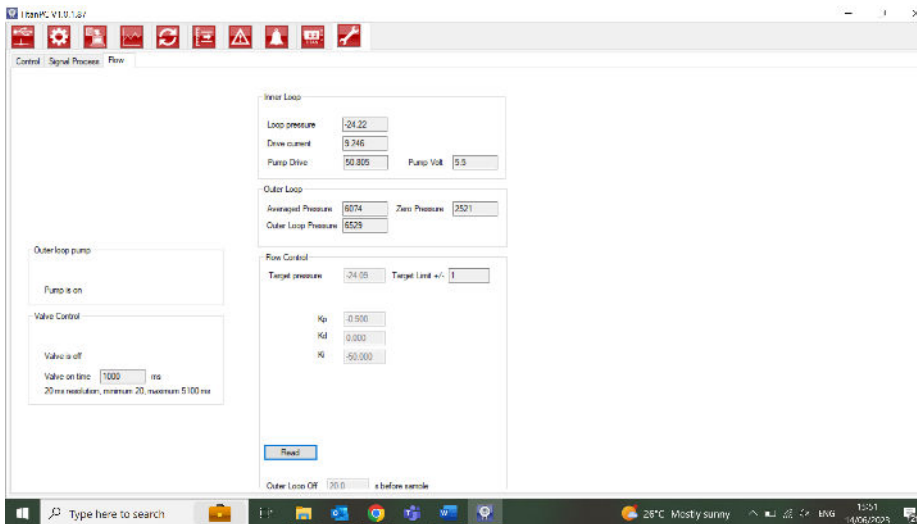 TitanPC V1.0.1.87
Control Signal Process Flow
Inner Loop
Loop pressure -24.22
Drive current 9.246
Pump Drive 50.805 Pump Volt 5.5
Outer Loop
Averaged Pressure 6074 Zero Pressure 2521
Outer Loop Pressure 6529
Outer loop pump
Pump is on
Valve Control
Valve is off
Valve on time 1000 ms
20 ms resolution, minimum 20, maximum 5100 ms
Flow Control
Target pressure -24.09 Target Limit +/- 1
Kp -0.500
Kd 0.000
Ki -50.000
Read
Outer Loop Off 20.0 s before sample
Type here to search
26°C Mostly sunny
ENG
15:51
14/06/2023